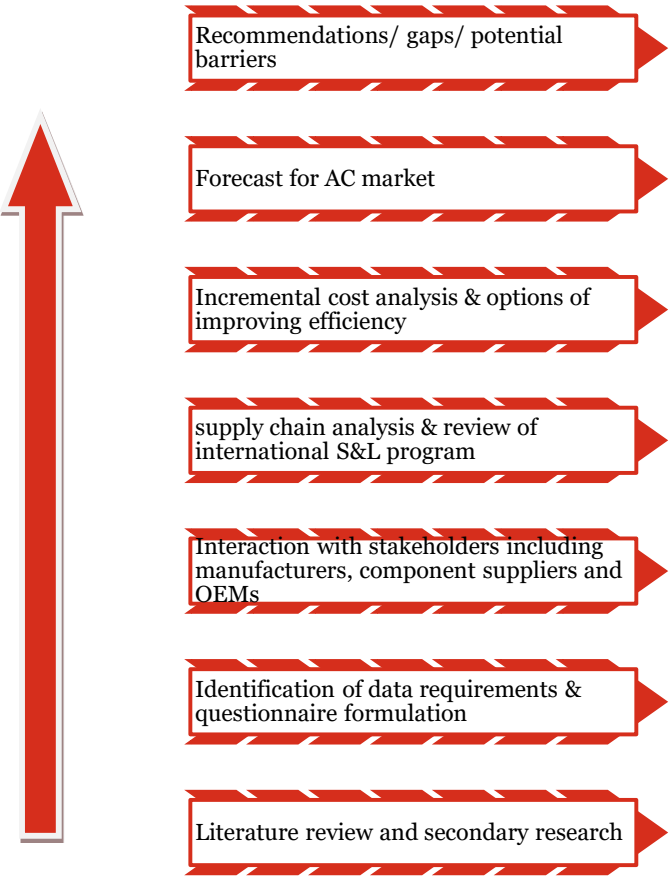 Recommendations/ gaps/ potential
barriers
Forecast for AC market
Incremental cost analysis & options of
improving efficiency
supply chain analysis & review of
international S&L program
Interaction with stakeholders including
manufacturers, component suppliers and
OEMs
Identification of data requirements &
questionnaire formulation
Literature review and secondary research